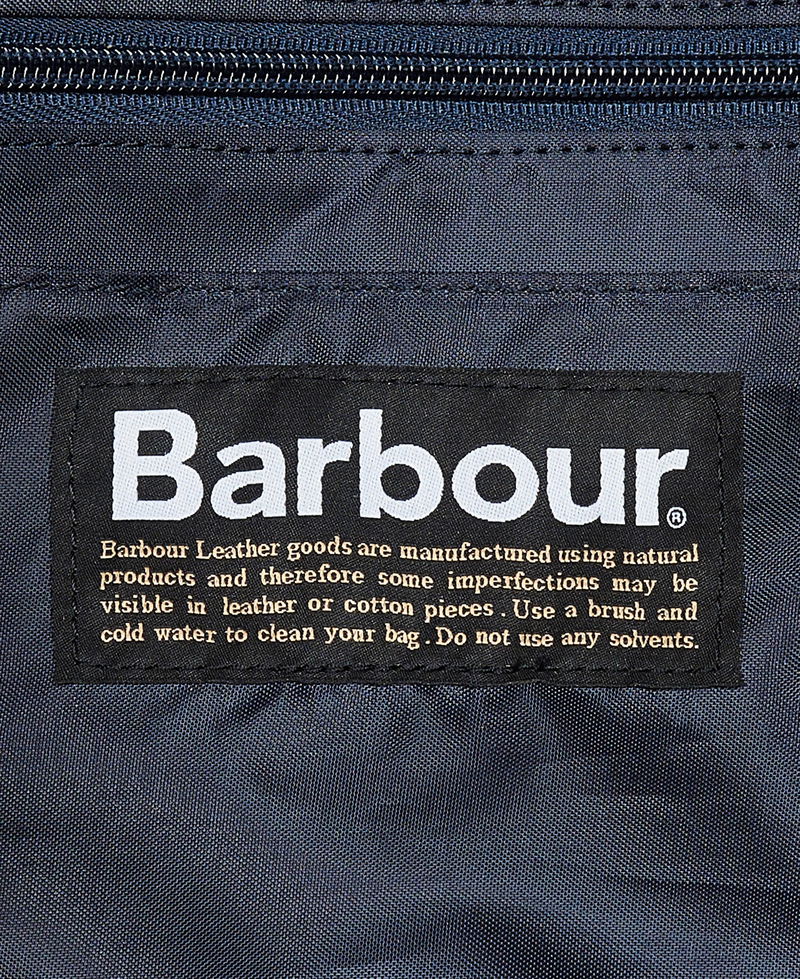 Barbour®
Barbour Leather goods are manufactured using natural
products and therefore some imperfections may be
visible in leather or cotton pieces . Use a brush and
cold water to clean your bag . Do not use any solvents.